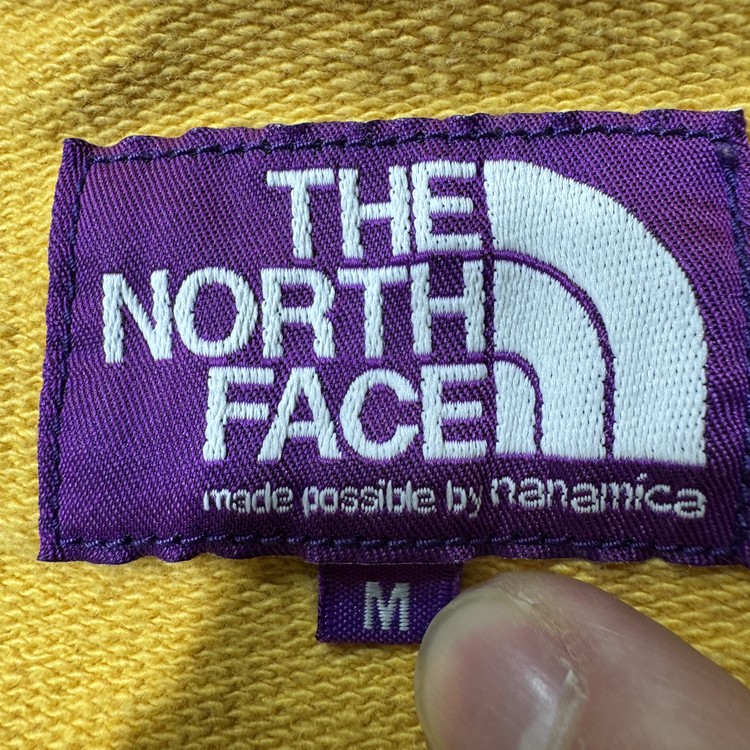 THE
NORTH
FACE
made possible by nanamica
M